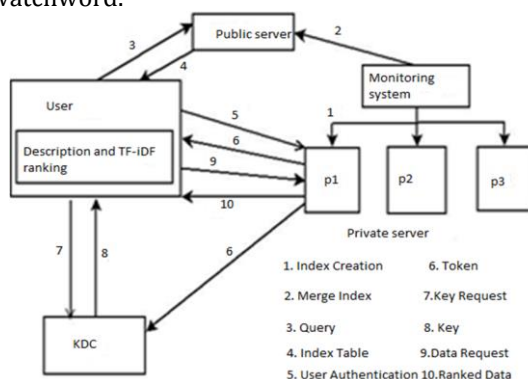 Public server
3
2
4
Monitoring system
User
5
1
6
Description and TF-iDF ranking
9
p1
p2
p3
10
Private server
7
8
6
1. Index Creation
6. Token
2. Merge Index
7.Key Request
3. Query
8. Key
KDC
4. Index Table
9.Data Request
5. User Authentication
10.Ranked Data